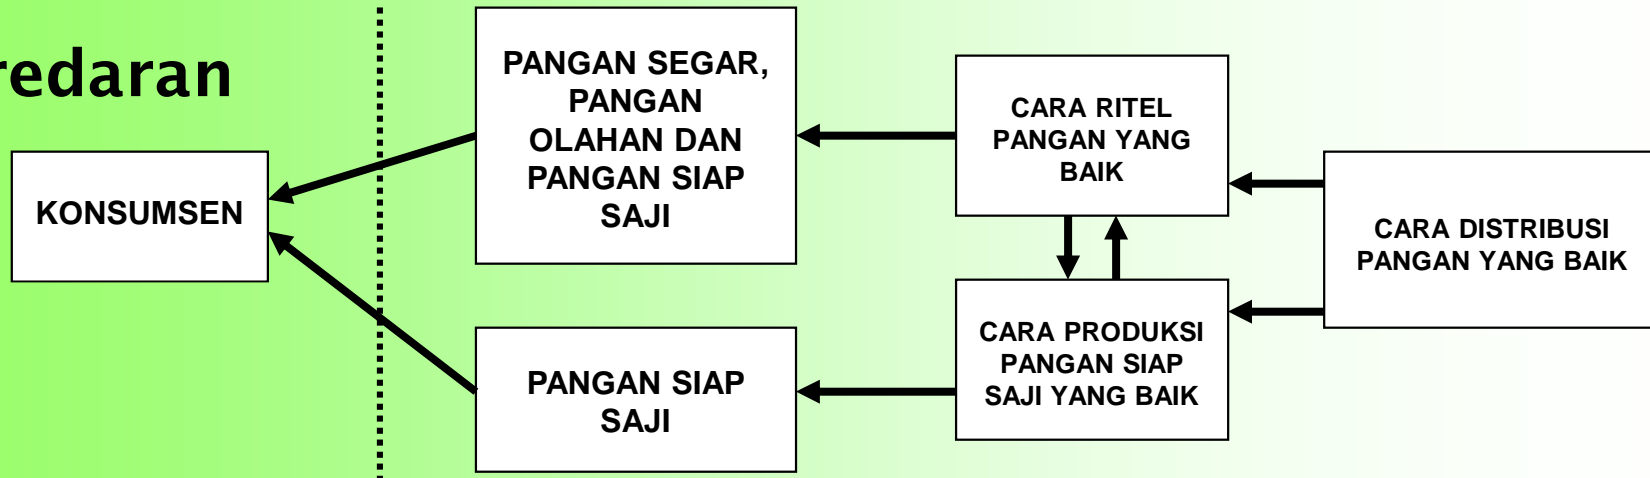 redaran
KONSUMSEN
PANGAN SEGAR,
PANGAN
OLAHAN DAN
PANGAN SIAP
SAJI
PANGAN SIAP
SAJI
CARA RITEL
PANGAN YANG
BAIK
CARA PRODUKSI
PANGAN SIAP
SAJI YANG BAIK
CARA DISTRIBUSI
PANGAN YANG BAIK